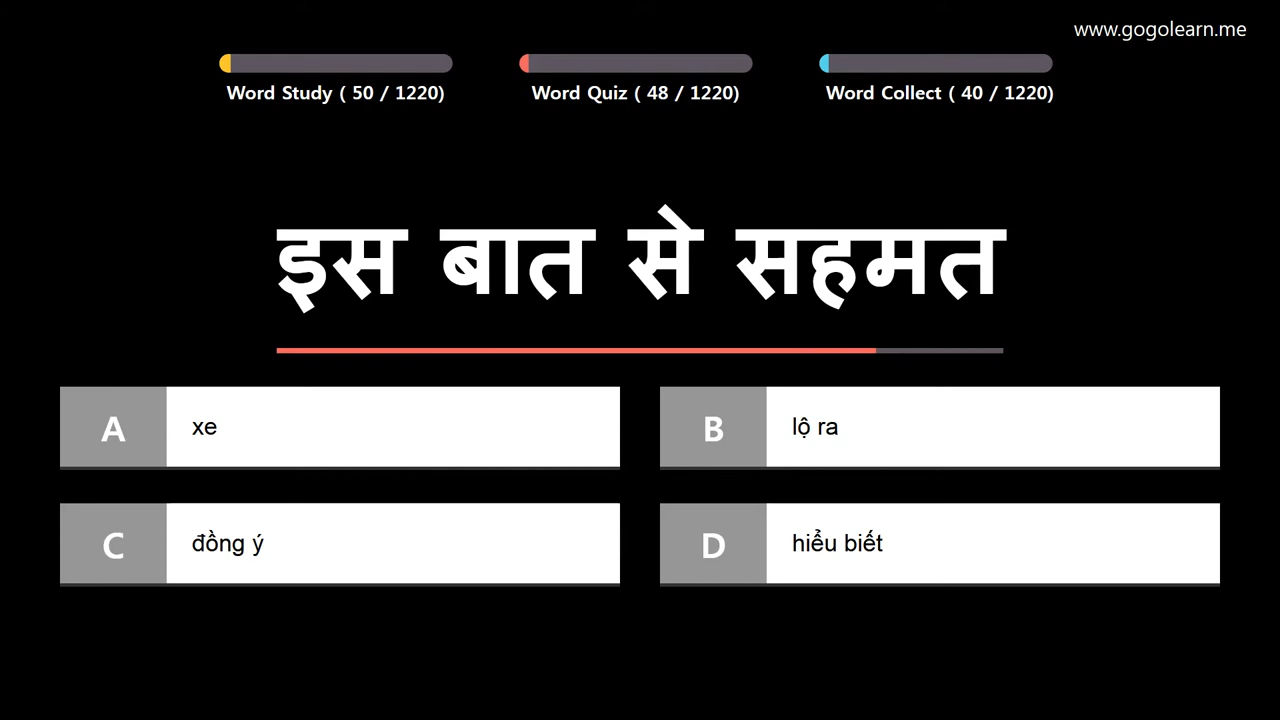 www.gogolearn.me
Word Study ( 50 / 1220)
Word Quiz ( 48 / 1220)
Word Collect ( 40 / 1220)
इस बात से सहमत
A xe
B lộ ra
C đồng ý
D hiểu biết